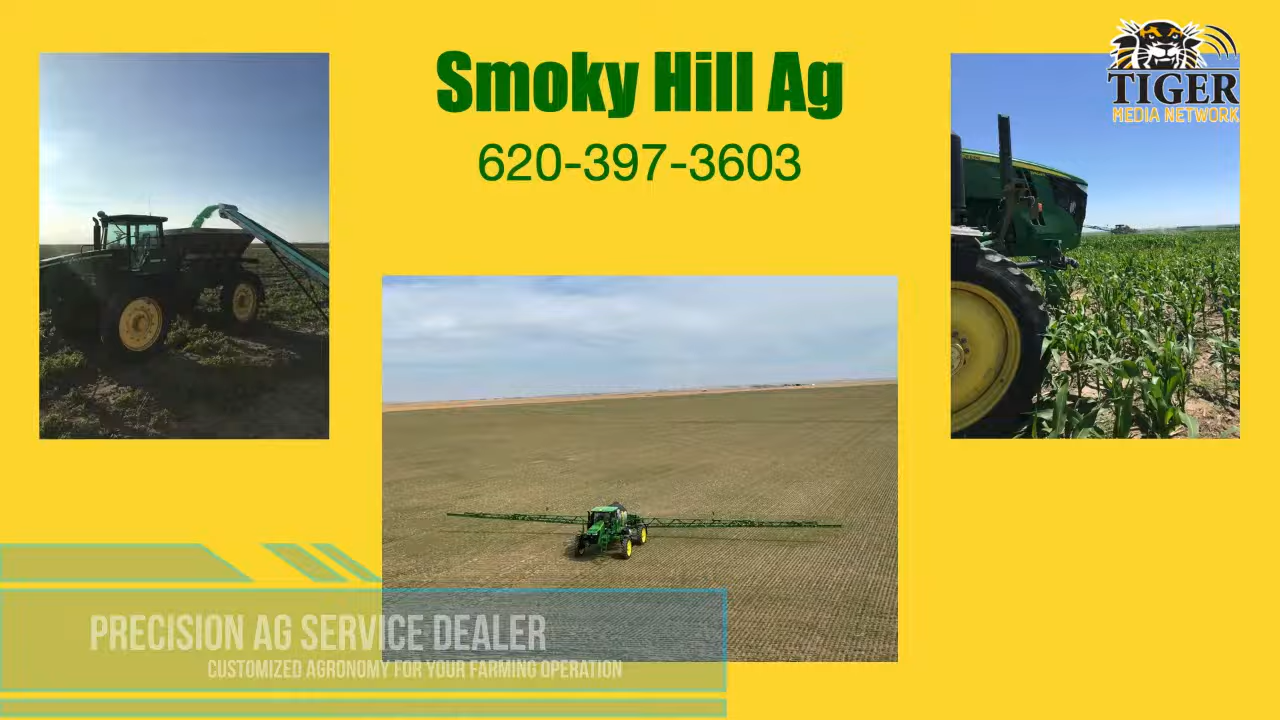 Smoky Hill Ag
620-397-3603
TIGER
MEDIA NETWORK
PRECISION AG SERVICE DEALER
CUSTOMIZED AGRONOMY FOR YOUR FARMING OPERATION